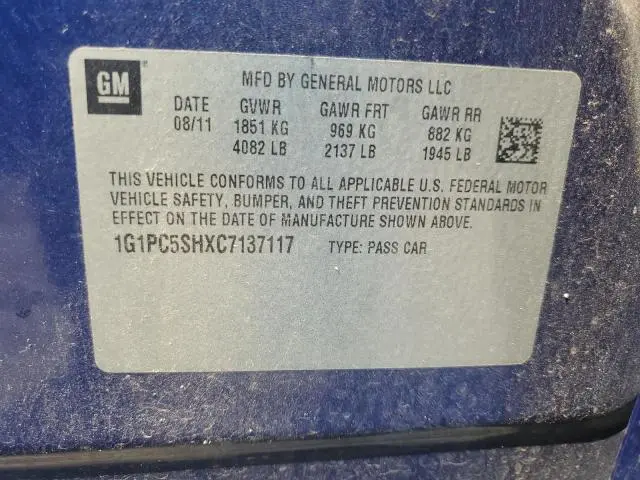 GM
MFD BY GENERAL MOTORS LLC
DATE GVWR GAWR FRT GAWR RR
08/11 1851 KG 969 KG 882 KG
4082 LB 2137 LB 1945 LB
THIS VEHICLE CONFORMS TO ALL APPLICABLE U.S. FEDERAL MOTOR
VEHICLE SAFETY, BUMPER, AND THEFT PREVENTION STANDARDS IN
EFFECT ON THE DATE OF MANUFACTURE SHOWN ABOVE.
1G1PC5SHXC7137117 TYPE: PASS CAR